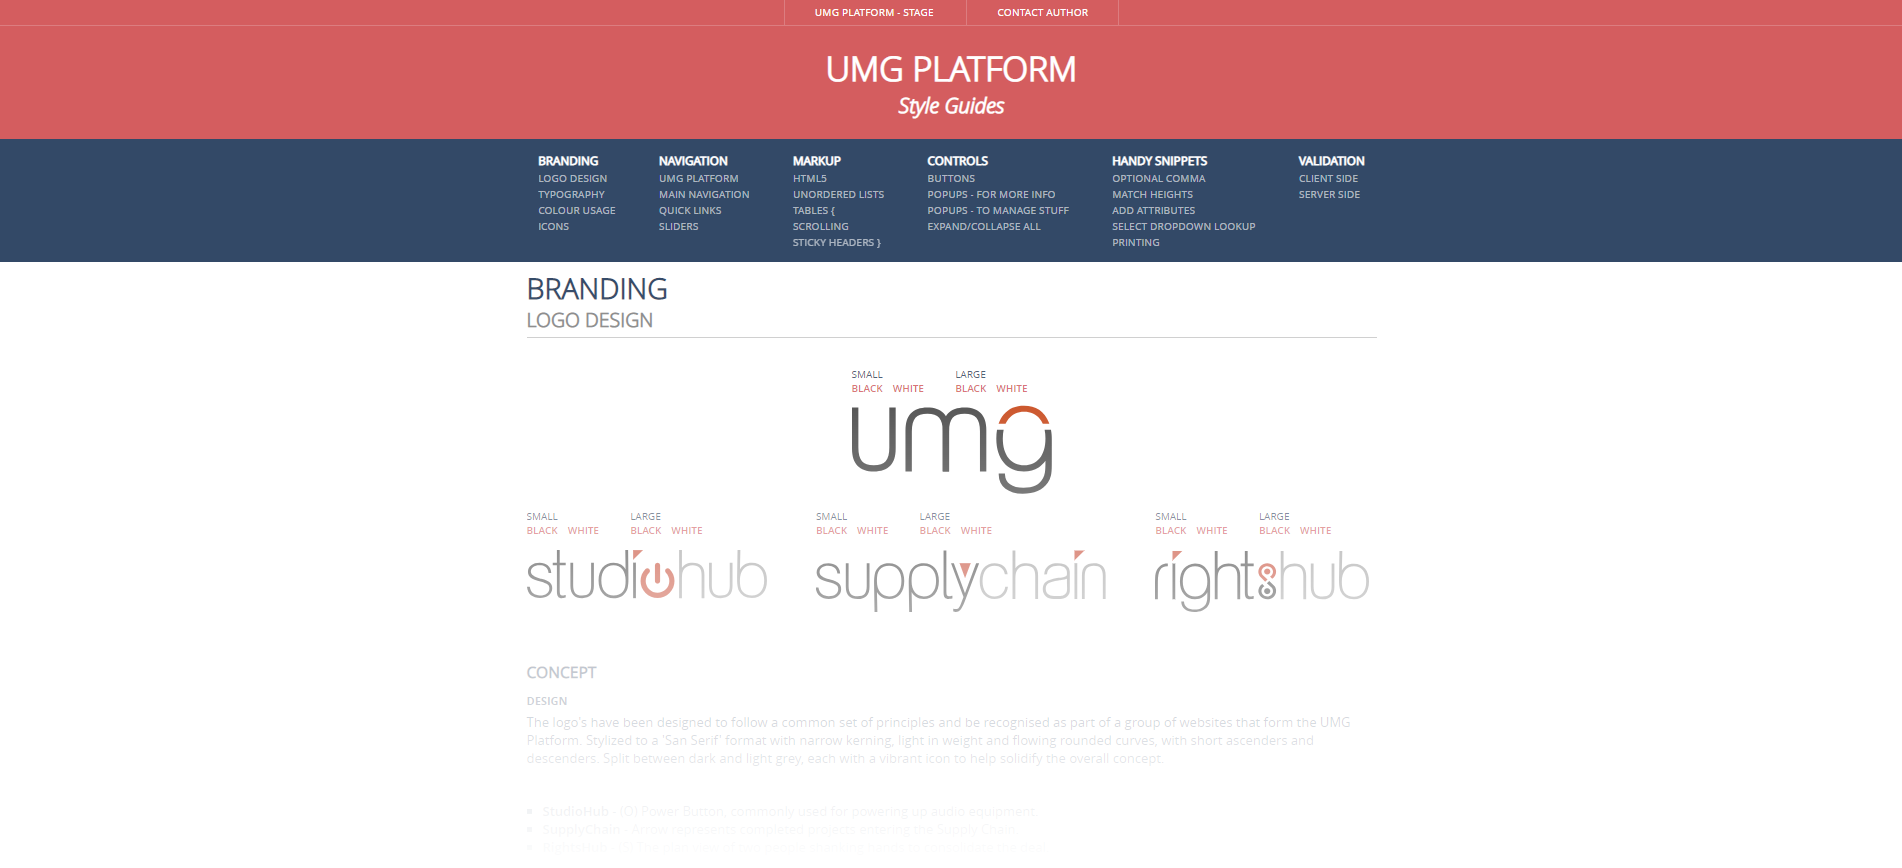 UMG PLATFORM - STAGE CONTACT AUTHOR
UMG PLATFORM
Style Guides
BRANDING
LOGO DESIGN
TYPOGRAPHY
COLOUR USAGE
ICONS
NAVIGATION
UMG PLATFORM
MAIN NAVIGATION
QUICK LINKS
SLIDERS
MARKUP
HTML5
UNORDERED LISTS
TABLES {
SCROLLING
STICKY HEADERS }
CONTROLS
BUTTONS
POPUPS - FOR MORE INFO
POPUPS - TO MANAGE STUFF
EXPAND/COLLAPSE ALL
HANDY SNIPPETS
OPTIONAL COMMA
MATCH HEIGHTS
ADD ATTRIBUTES
SELECT DROPDOWN LOOKUP
PRINTING
VALIDATION
CLIENT SIDE
SERVER SIDE
BRANDING
LOGO DESIGN
SMALL LARGE
BLACK WHITE BLACK WHITE
umg
SMALL LARGE
BLACK WHITE BLACK WHITE
studiohub
SMALL LARGE
BLACK WHITE BLACK WHITE
supplychain
SMALL LARGE
BLACK WHITE BLACK WHITE
rightshub
CONCEPT
DESIGN
The logo's have been designed to follow a common set of principles and be recognised as part of a group of websites that form the UMG
Platform. Stylized to a 'San Serif' format with narrow kerning, light in weight and flowing rounded curves, with short ascenders and
descenders. Split between dark and light grey, each with a vibrant icon to help solidify the overall concept.
StudioHub - (O) Power Button, commonly used for powering up audio equipment.
SupplyChain - Arrow represents completed projects entering the Supply Chain.